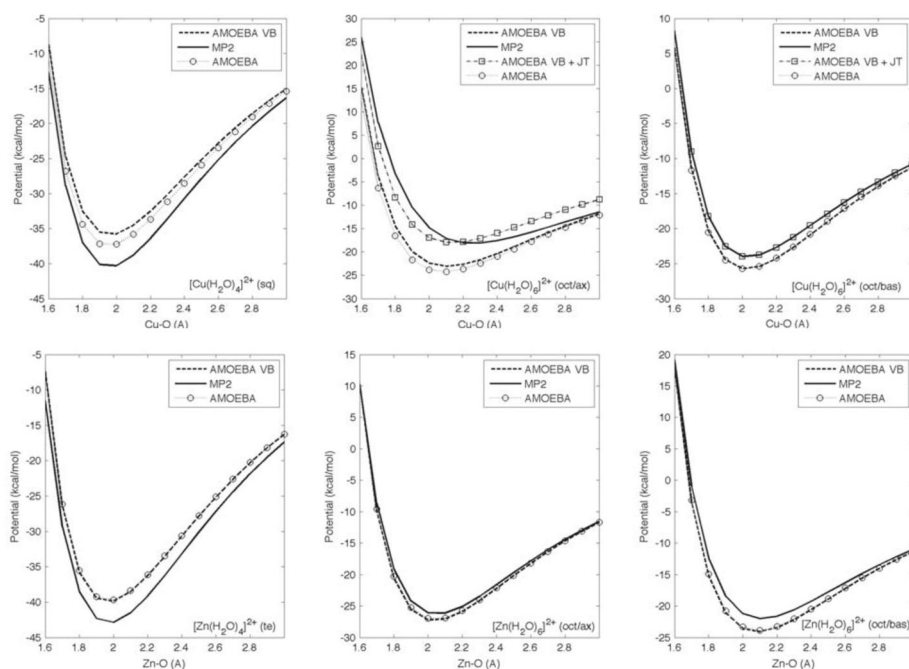 -5
-10
-15
-20
-25
-30
-35
-40
-45
Potential (kcal/mol)
AMOEBA VB
MP2
AMOEBA
[Cu(H₂O)₄]²⁺ (sq)
1.6 1.8 2 2.2 2.4 2.6 2.8
Cu-O (A)
30
25
20
15
10
5
0
-5
-10
-15
-20
-25
-30
Potential (kcal/mol)
AMOEBA VB
MP2
AMOEBA VB + JT
AMOEBA
[Cu(H₂O)₆]²⁺ (oct/ax)
1.6 1.8 2 2.2 2.4 2.6 2.8
Cu-O (A)
10
5
0
-5
-10
-15
-20
-25
-30
Potential (kcal/mol)
AMOEBA VB
MP2
AMOEBA VB + JT
AMOEBA
[Cu(H₂O)₆]²⁺ (oct/bas)
1.6 1.8 2 2.2 2.4 2.6 2.8
Cu-O (A)
-5
-10
-15
-20
-25
-30
-35
-40
-45
Potential (kcal/mol)
AMOEBA VB
MP2
AMOEBA
[Zn(H₂O)₄]²⁺ (te)
1.6 1.8 2 2.2 2.4 2.6 2.8
Zn-O (A)
15
10
5
0
-5
-10
-15
-20
-25
-30
Potential (kcal/mol)
AMOEBA VB
MP2
AMOEBA
[Zn(H₂O)₆]²⁺ (oct/ax)
1.6 1.8 2 2.2 2.4 2.6 2.8
Zn-O (A)
20
15
10
5
0
-5
-10
-15
-20
-25
-30
Potential (kcal/mol)
AMOEBA VB
MP2
AMOEBA
[Zn(H₂O)₆]²⁺ (oct/bas)
1.6 1.8 2 2.2 2.4 2.6 2.8
Zn-O (A)